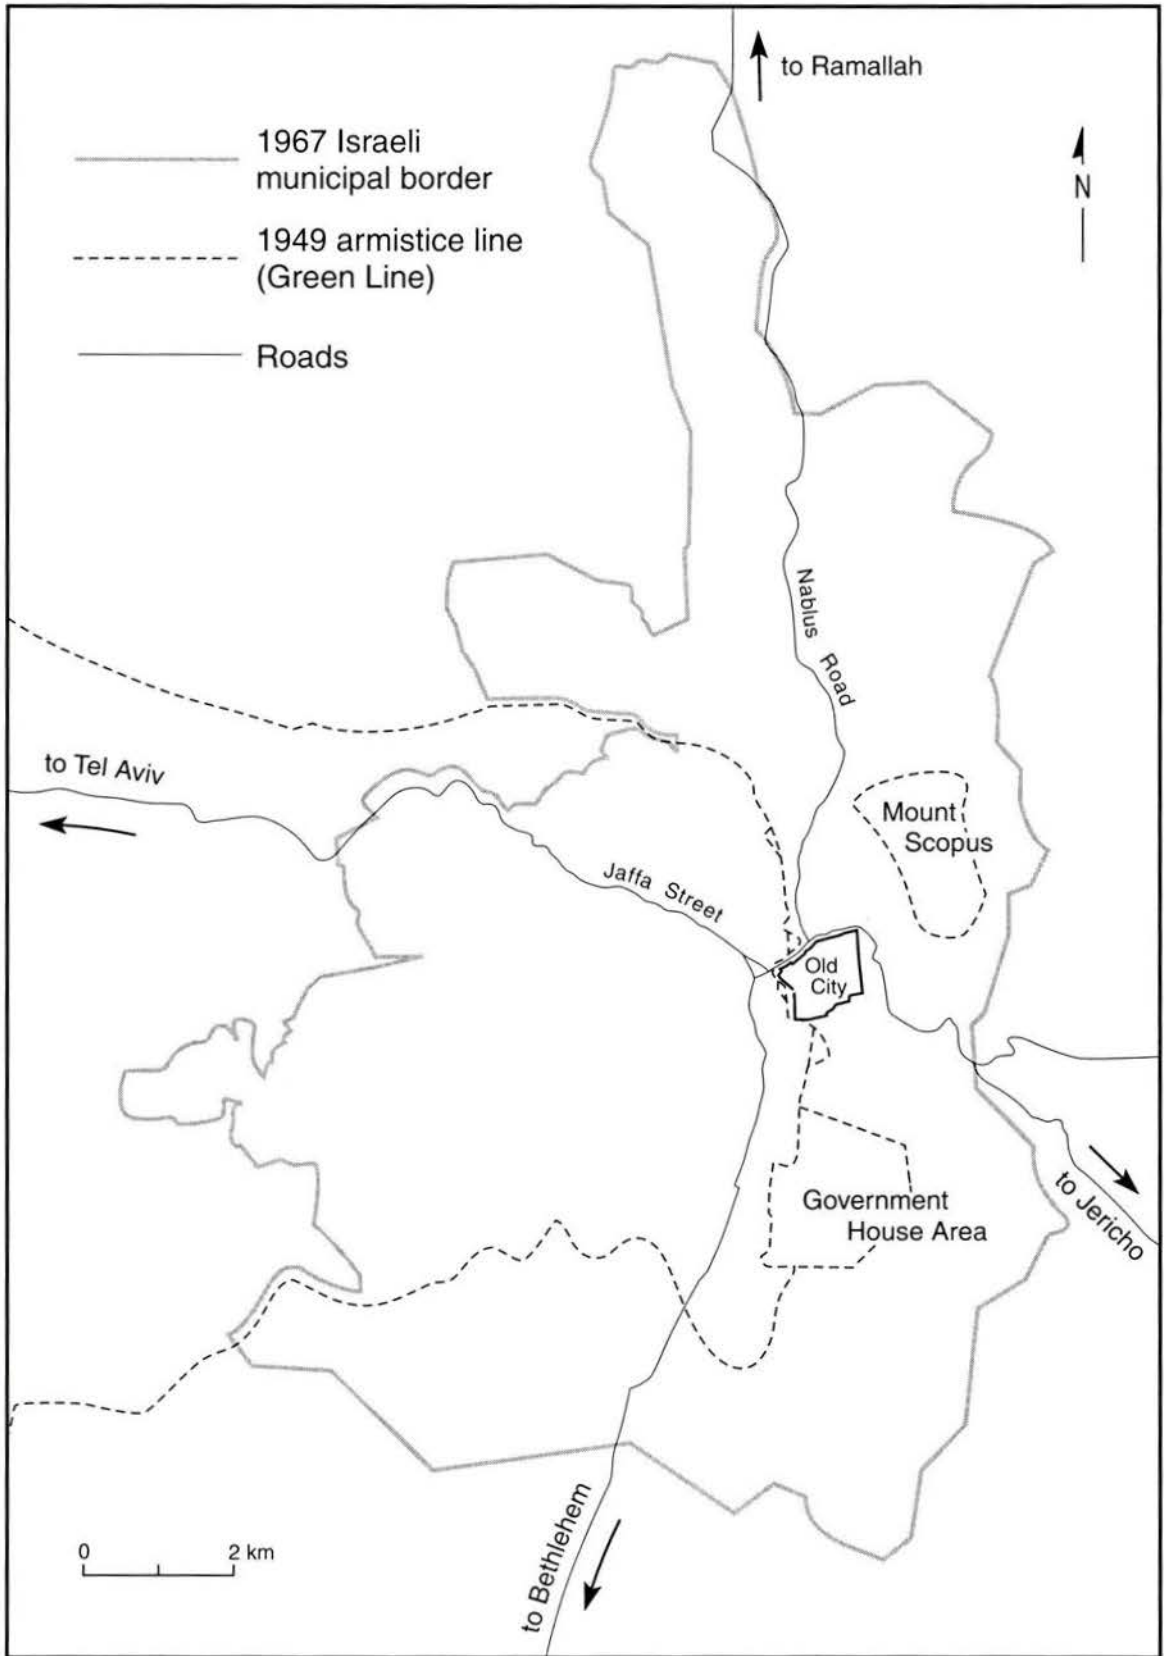 to Ramallah
1967 Israeli
municipal border
N
1949 armistice line
(Green Line)
Roads
Nablus Road
to Tel Aviv
Mount
Scopus
Jaffa Street
Old
City
Government
House Area
to Jericho
to Bethlehem
0 2 km